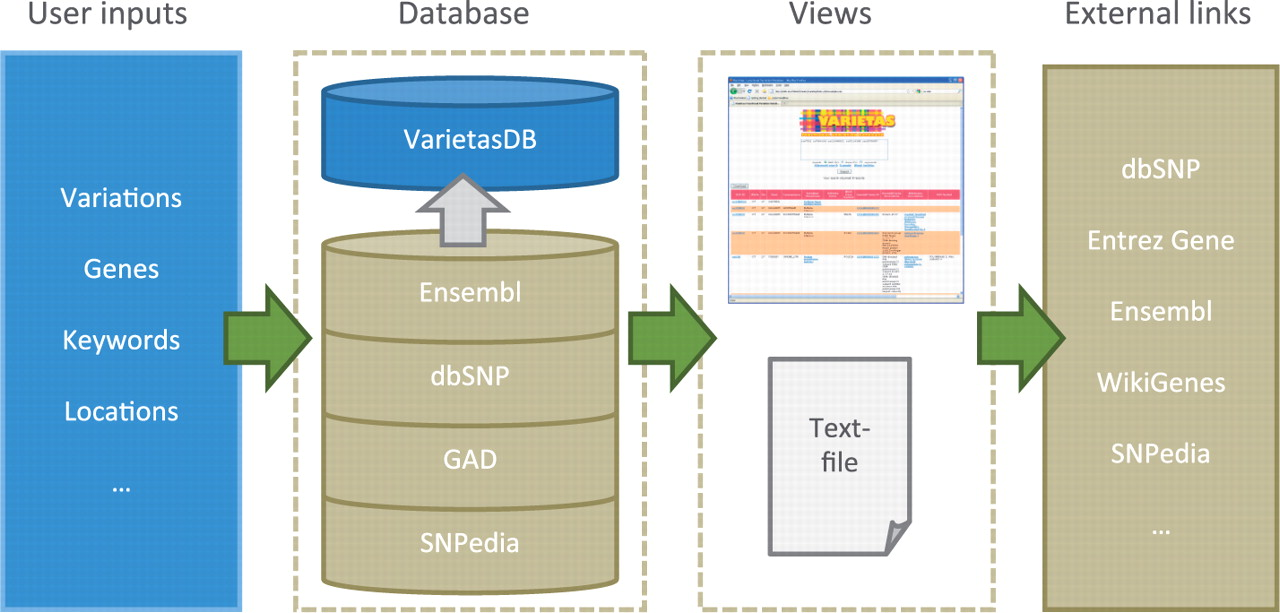 User inputs
Database
Views
External links
Variations
Genes
Keywords
Locations
...
VarietasDB
Ensembl
dbSNP
GAD
SNPedia
VARIETAS
Text-
file
dbSNP
Entrez Gene
Ensembl
WikiGenes
SNPedia
...